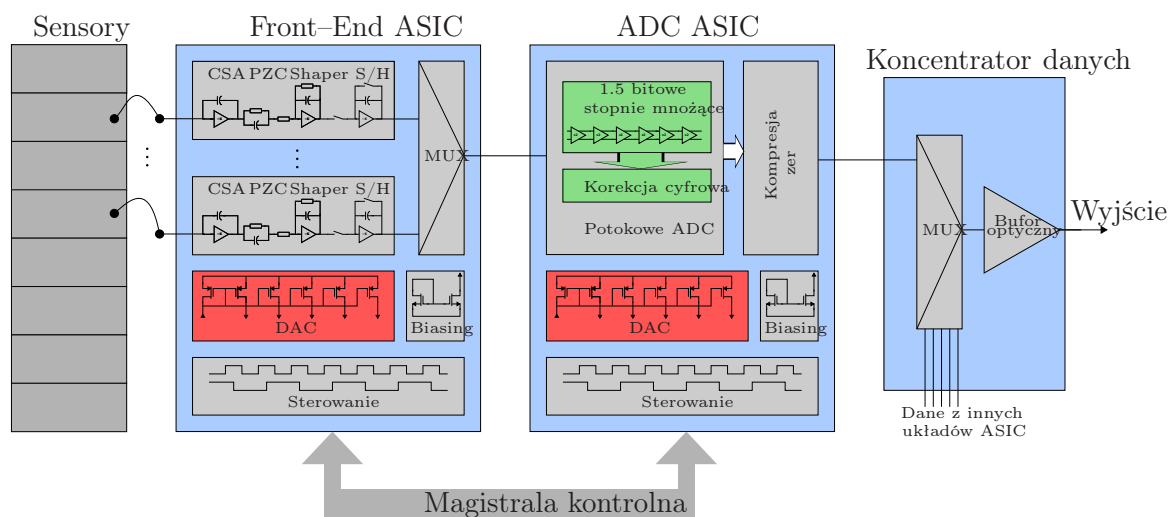 Sensory
Front–End ASIC
ADC ASIC
Koncentrator danych
CSA PZC Shaper S/H
CSA PZC Shaper S/H
MUX
DAC
Biasing
Sterowanie
1.5 bitowe
stopnie mnożące
Korekcja cyfrowa
Potokowe ADC
Kompresja
zer
DAC
Biasing
Sterowanie
MUX
Bufor
optyczny
Wyjście
Dane z innych
układów ASIC
Magistrala kontrolna